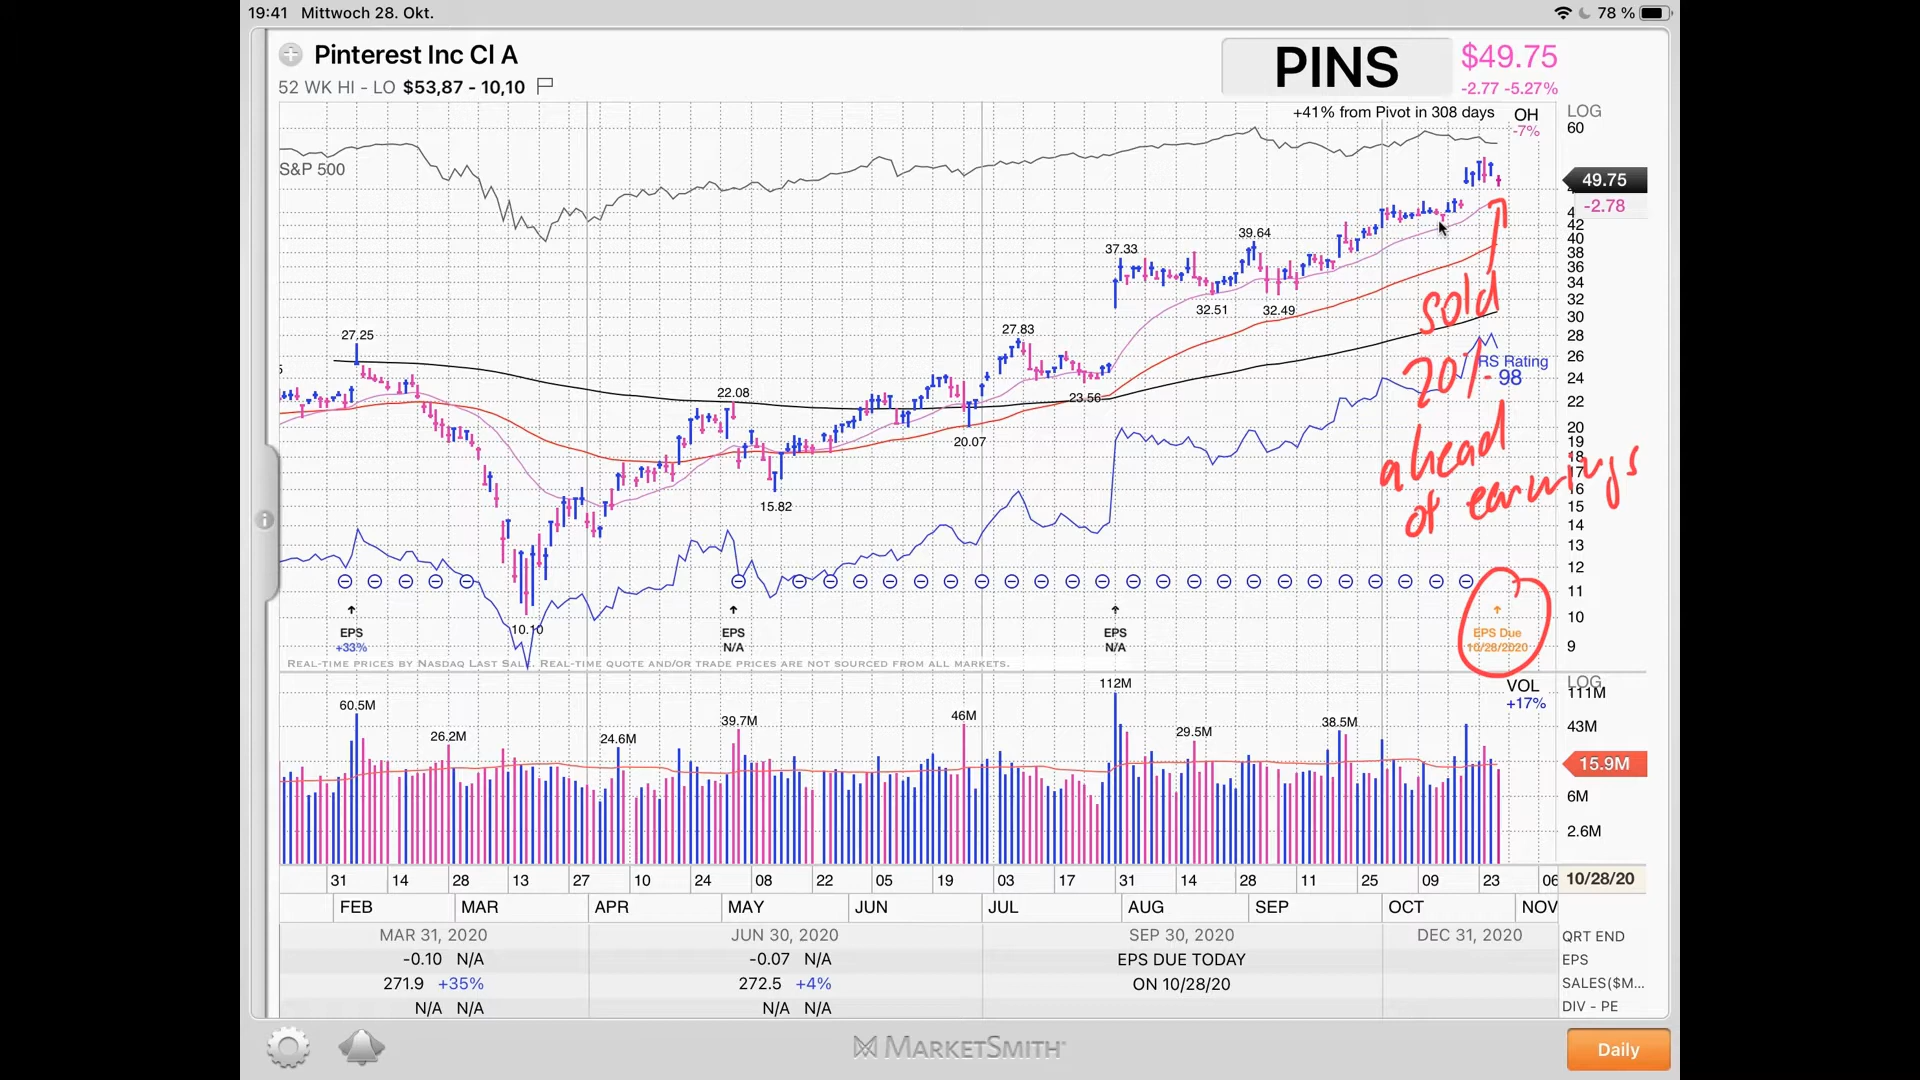 19:41 Mittwoch 28. Okt.
78 %
Pinterest Inc Cl A
52 WK HI - LO $53,87 - 10,10
PINS
$49.75
-2.77 -5.27%
+41% from Pivot in 308 days
OH
-7%
LOG
60
S&P 500
49.75
-2.78
42
40
38
36
34
32
30
28
26
24
22
20
19
18
17
16
15
14
13
12
11
10
9
27.25
10.10
22.08
15.82
20.07
27.83
23.56
37.33
32.51
39.64
32.49
RS Rating
98
sold
20%
ahead
of earnings
EPS
+33%
EPS
N/A
EPS
N/A
EPS Due
10/28/2020
REAL-TIME PRICES BY NASDAQ LAST SALE. REAL-TIME QUOTE AND/OR TRADE PRICES ARE NOT SOURCED FROM ALL MARKETS.
VOL
+17%
LOG
111M
43M
15.9M
6M
2.6M
60.5M
26.2M
24.6M
39.7M
46M
112M
29.5M
38.5M
31 14 28 13 27 10 24 08 22 05 19 03 17 31 14 28 11 25 09 23 06
10/28/20
FEB MAR APR MAY JUN JUL AUG SEP OCT NOV
MAR 31, 2020 JUN 30, 2020 SEP 30, 2020 DEC 31, 2020 QRT END
-0.10 N/A -0.07 N/A EPS DUE TODAY EPS
271.9 +35% 272.5 +4% ON 10/28/20 SALES($M...
N/A N/A N/A N/A DIV - PE
MARKETSMITH
Daily